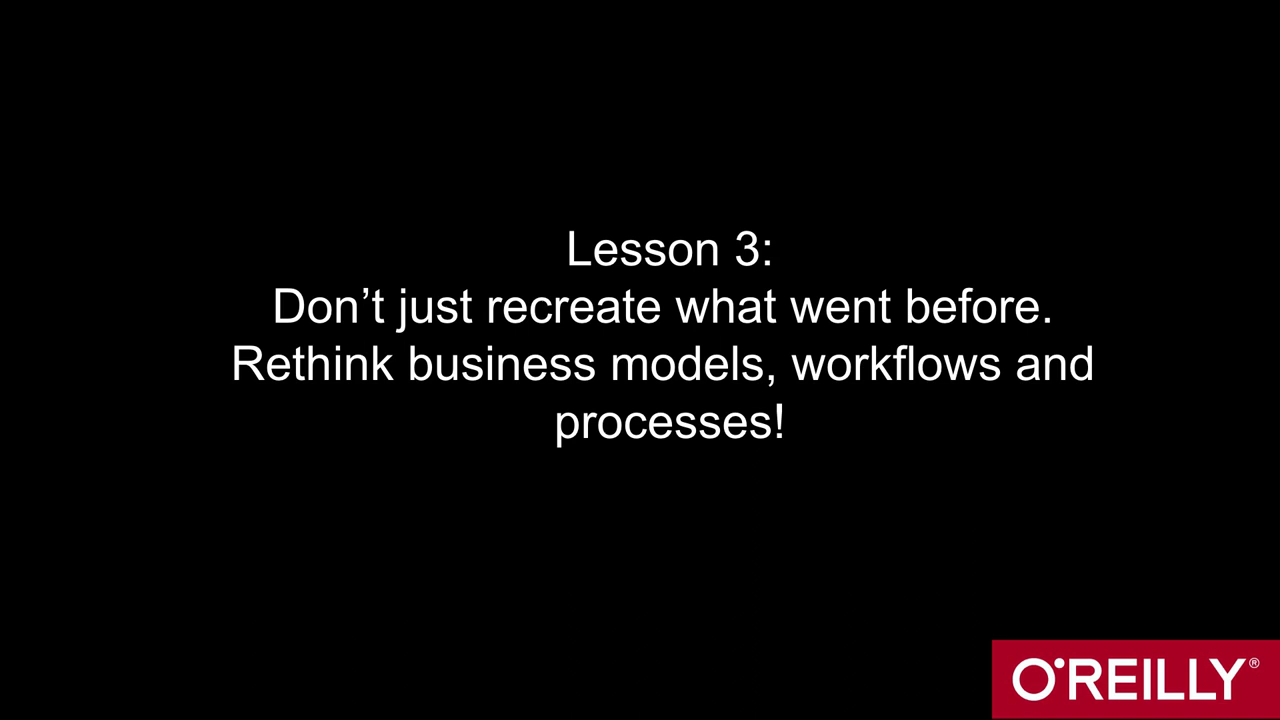 Lesson 3:
Don’t just recreate what went before.
Rethink business models, workflows and
processes!
O'REILLY®